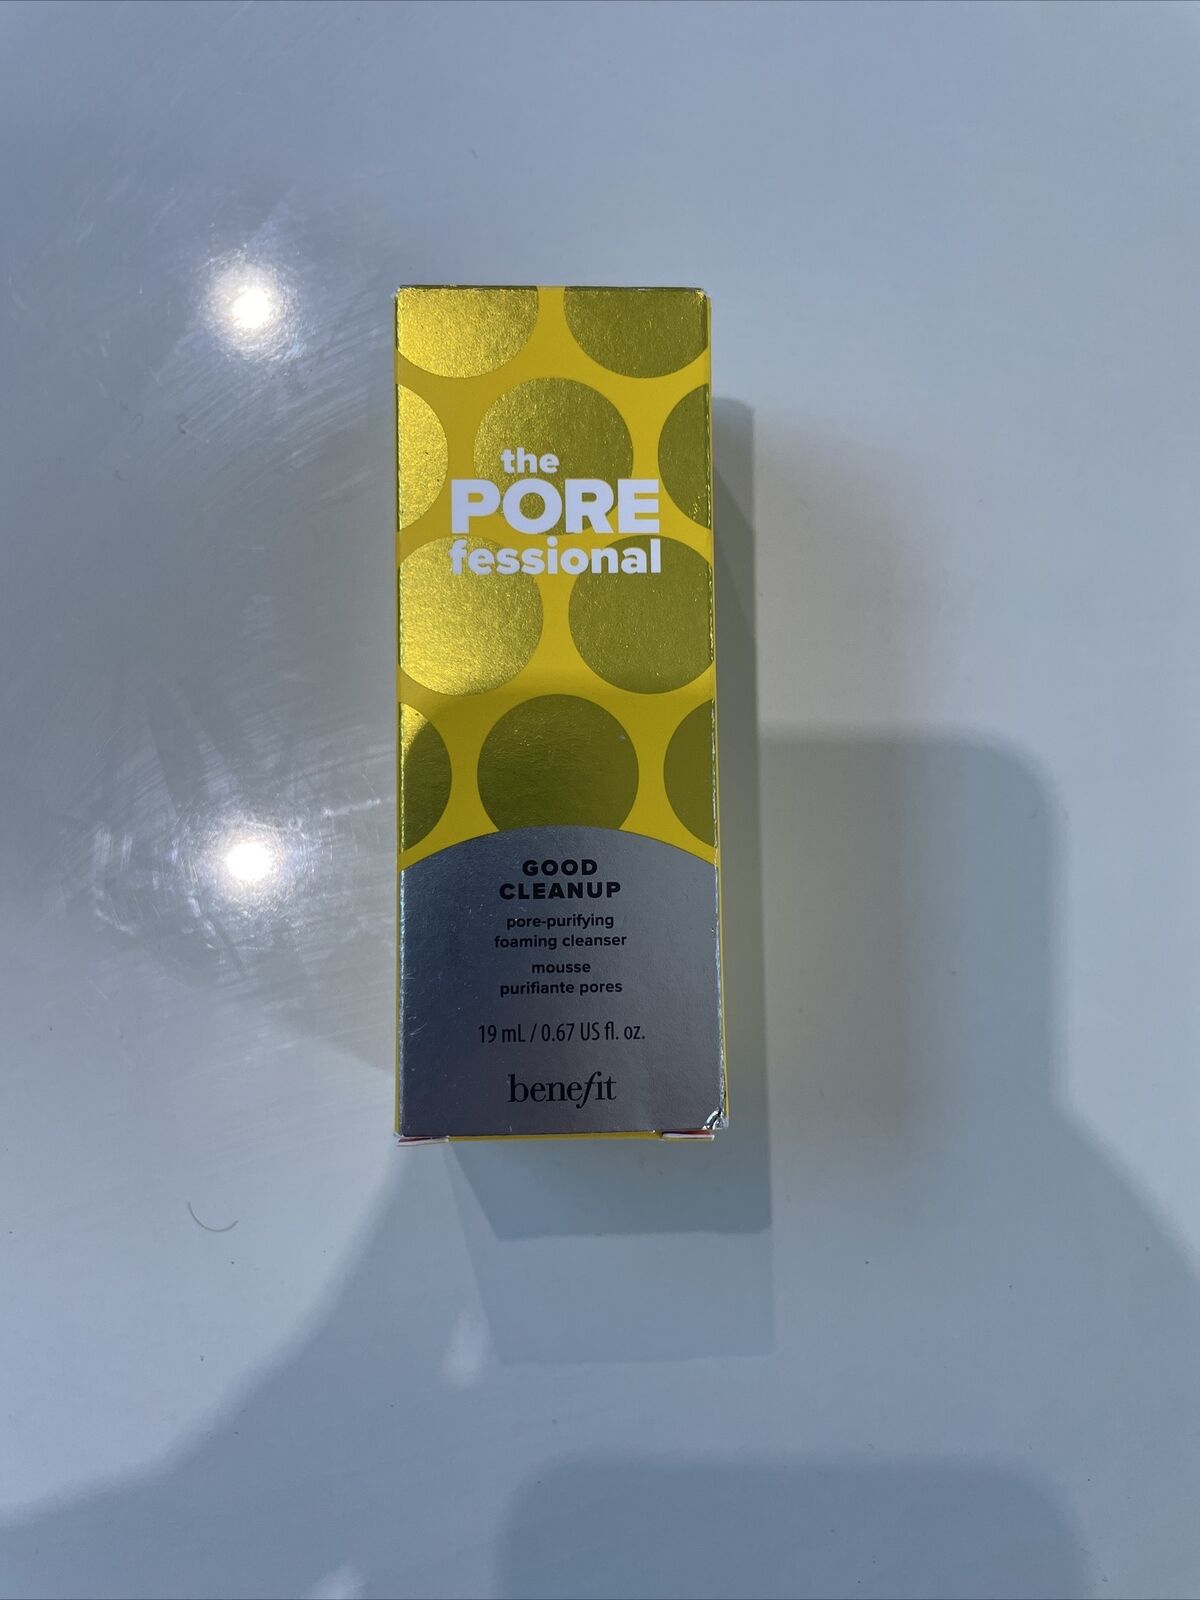 the
PORE
fessional
GOOD
CLEANUP
pore-purifying
foaming cleanser
mousse
purifiante pores
19 mL / 0.67 US fl. oz.
benefit